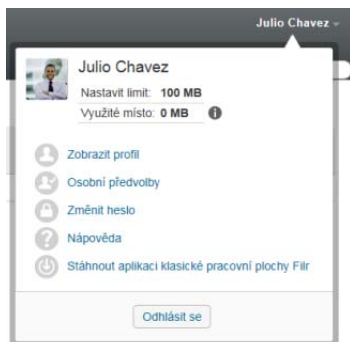 Julio Chavez
Julio Chavez
Nastavit limit: 100 MB
Využité místo: 0 MB
Zobrazit profil
Osobní předvolby
Změnit heslo
Nápověda
Stáhnout aplikaci klasické pracovní plochy Filr
Odhlásit se